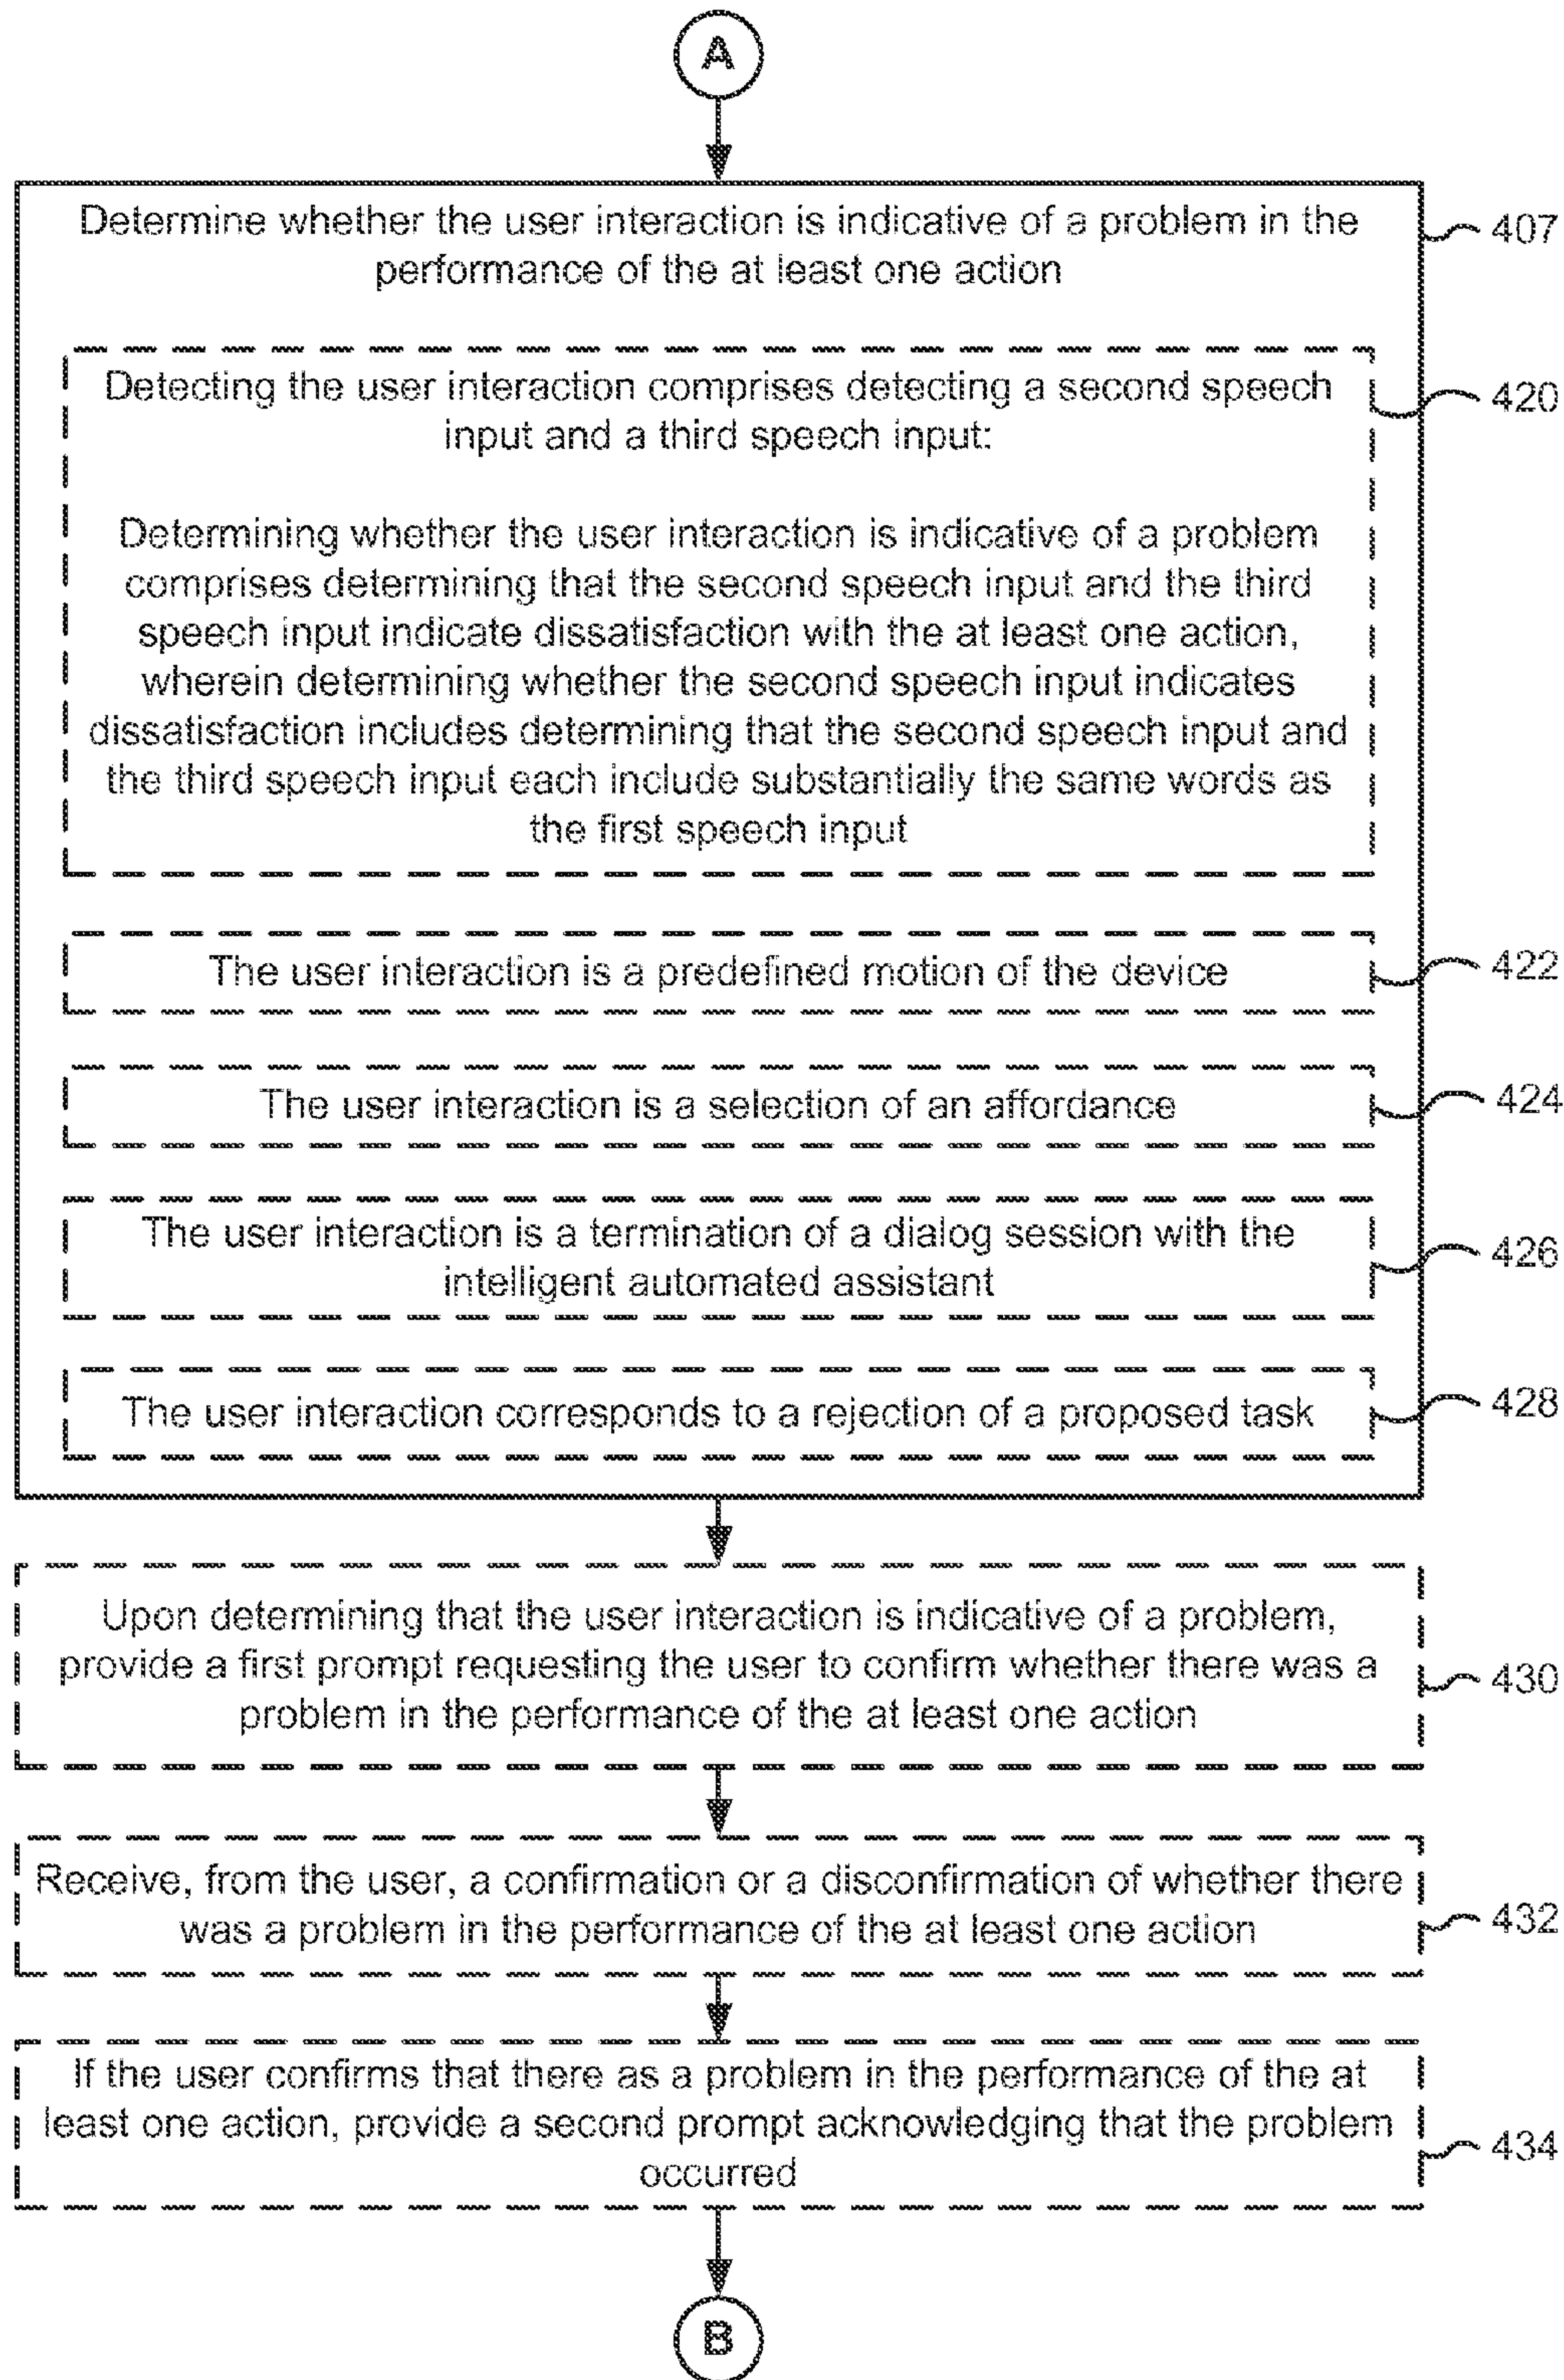 A
Determine whether the user interaction is indicative of a problem in the
performance of the at least one action
407
Detecting the user interaction comprises detecting a second speech
input and a third speech input:
420
Determining whether the user interaction is indicative of a problem
comprises determining that the second speech input and the third
speech input indicate dissatisfaction with the at least one action,
wherein determining whether the second speech input indicates
dissatisfaction includes determining that the second speech input and
the third speech input each include substantially the same words as
the first speech input
The user interaction is a predefined motion of the device
422
The user interaction is a selection of an affordance
424
The user interaction is a termination of a dialog session with the
intelligent automated assistant
426
The user interaction corresponds to a rejection of a proposed task
428
Upon determining that the user interaction is indicative of a problem,
provide a first prompt requesting the user to confirm whether there was a
problem in the performance of the at least one action
430
Receive, from the user, a confirmation or a disconfirmation of whether there
was a problem in the performance of the at least one action
432
If the user confirms that there as a problem in the performance of the at
least one action, provide a second prompt acknowledging that the problem
occurred
434
B